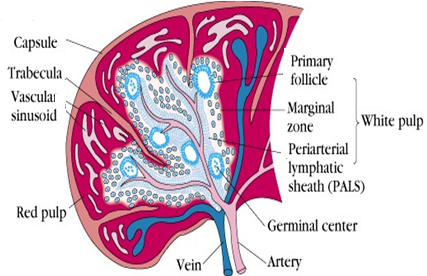 Capsule
Trabecula
Vascular
sinusoid
Red pulp
Vein
Artery
Germinal center
Primary
follicle
Marginal
zone
Periarterial
lymphatic
sheath (PALS)
White pulp